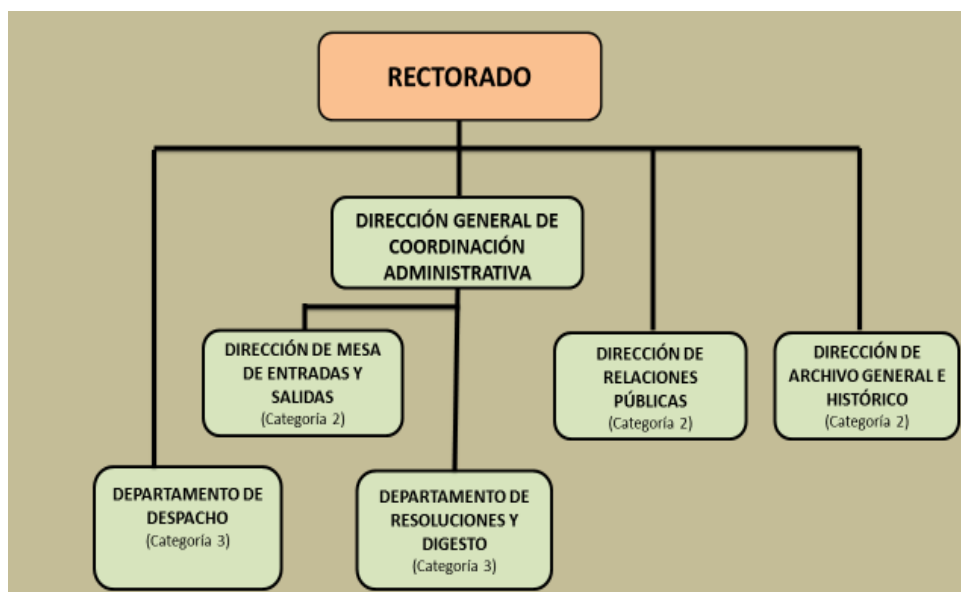 RECTORADO
DIRECCIÓN GENERAL DE
COORDINACIÓN
ADMINISTRATIVA
DIRECCIÓN DE MESA
DE ENTRADAS Y
SALIDAS
(Categoría 2)
DIRECCIÓN DE
RELACIONES
PÚBLICAS
(Categoría 2)
DIRECCIÓN DE
ARCHIVO GENERAL E
HISTÓRICO
(Categoría 2)
DEPARTAMENTO DE
DESPACHO
(Categoría 3)
DEPARTAMENTO DE
RESOLUCIONES Y
DIGESTO
(Categoría 3)